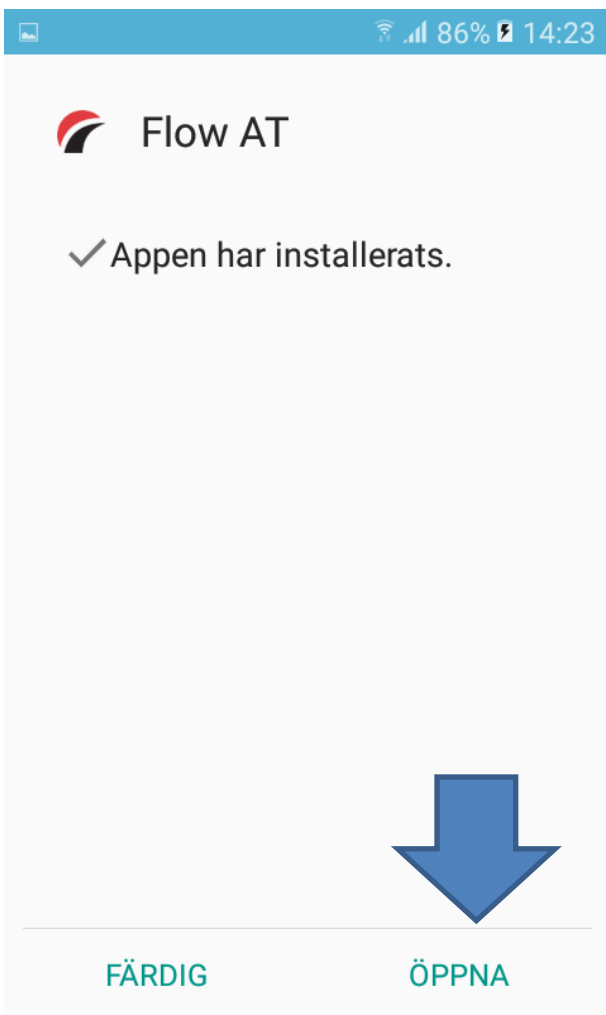 86% 14:23
Flow AT
Appen har installerats.
FÄRDIG ÖPPNA